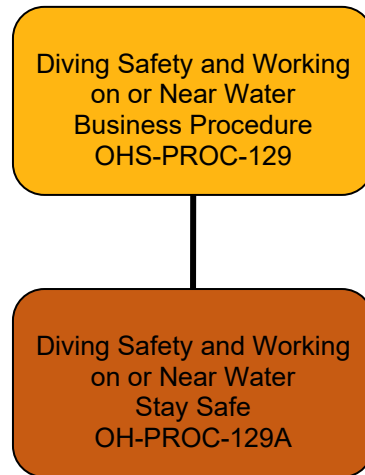 Diving Safety and Working
on or Near Water
Business Procedure
OHS-PROC-129
Diving Safety and Working
on or Near Water
Stay Safe
OH-PROC-129A